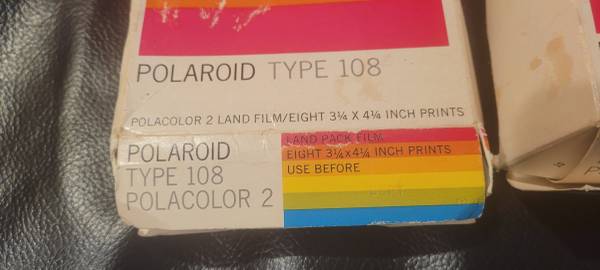 POLAROID TYPE 108
POLACOLOR 2 LAND FILM/EIGHT 3¼ X 4¼ INCH PRINTS
POLAROID
TYPE 108
POLACOLOR 2
LAND PACK FILM
EIGHT 3¼x4¼ INCH PRINTS
USE BEFORE